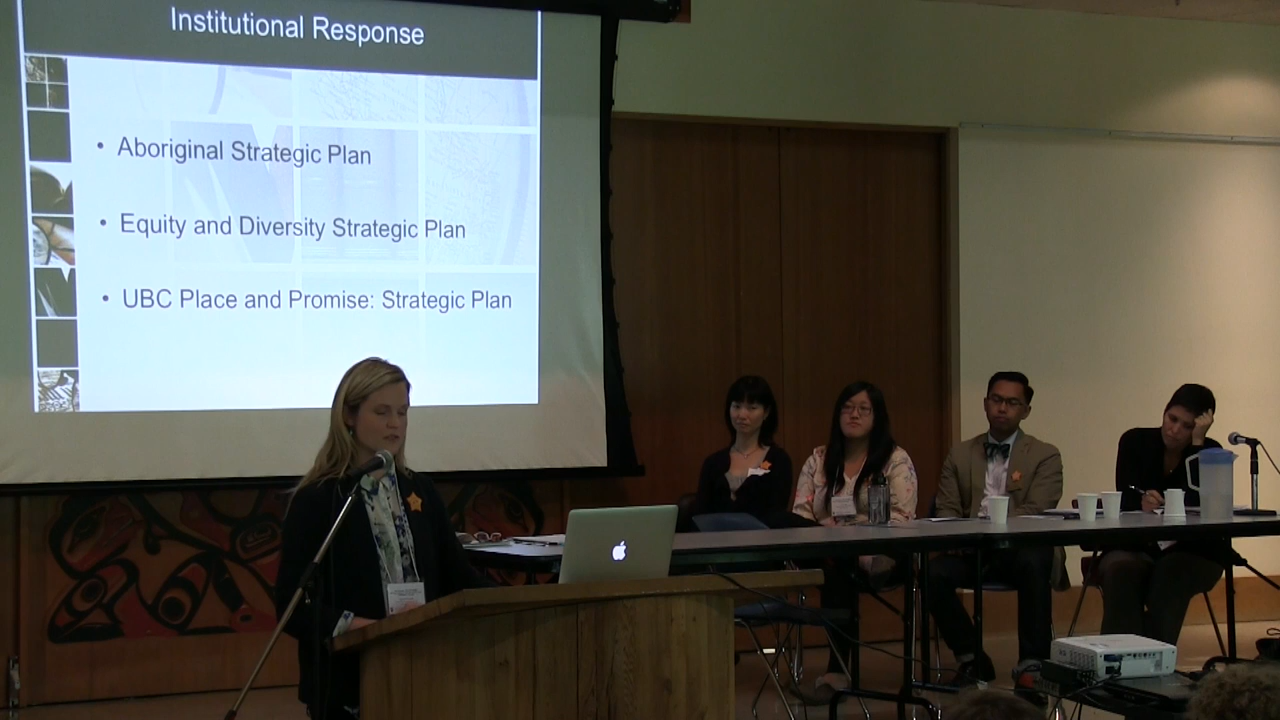 Institutional Response
• Aboriginal Strategic Plan
• Equity and Diversity Strategic Plan
• UBC Place and Promise: Strategic Plan